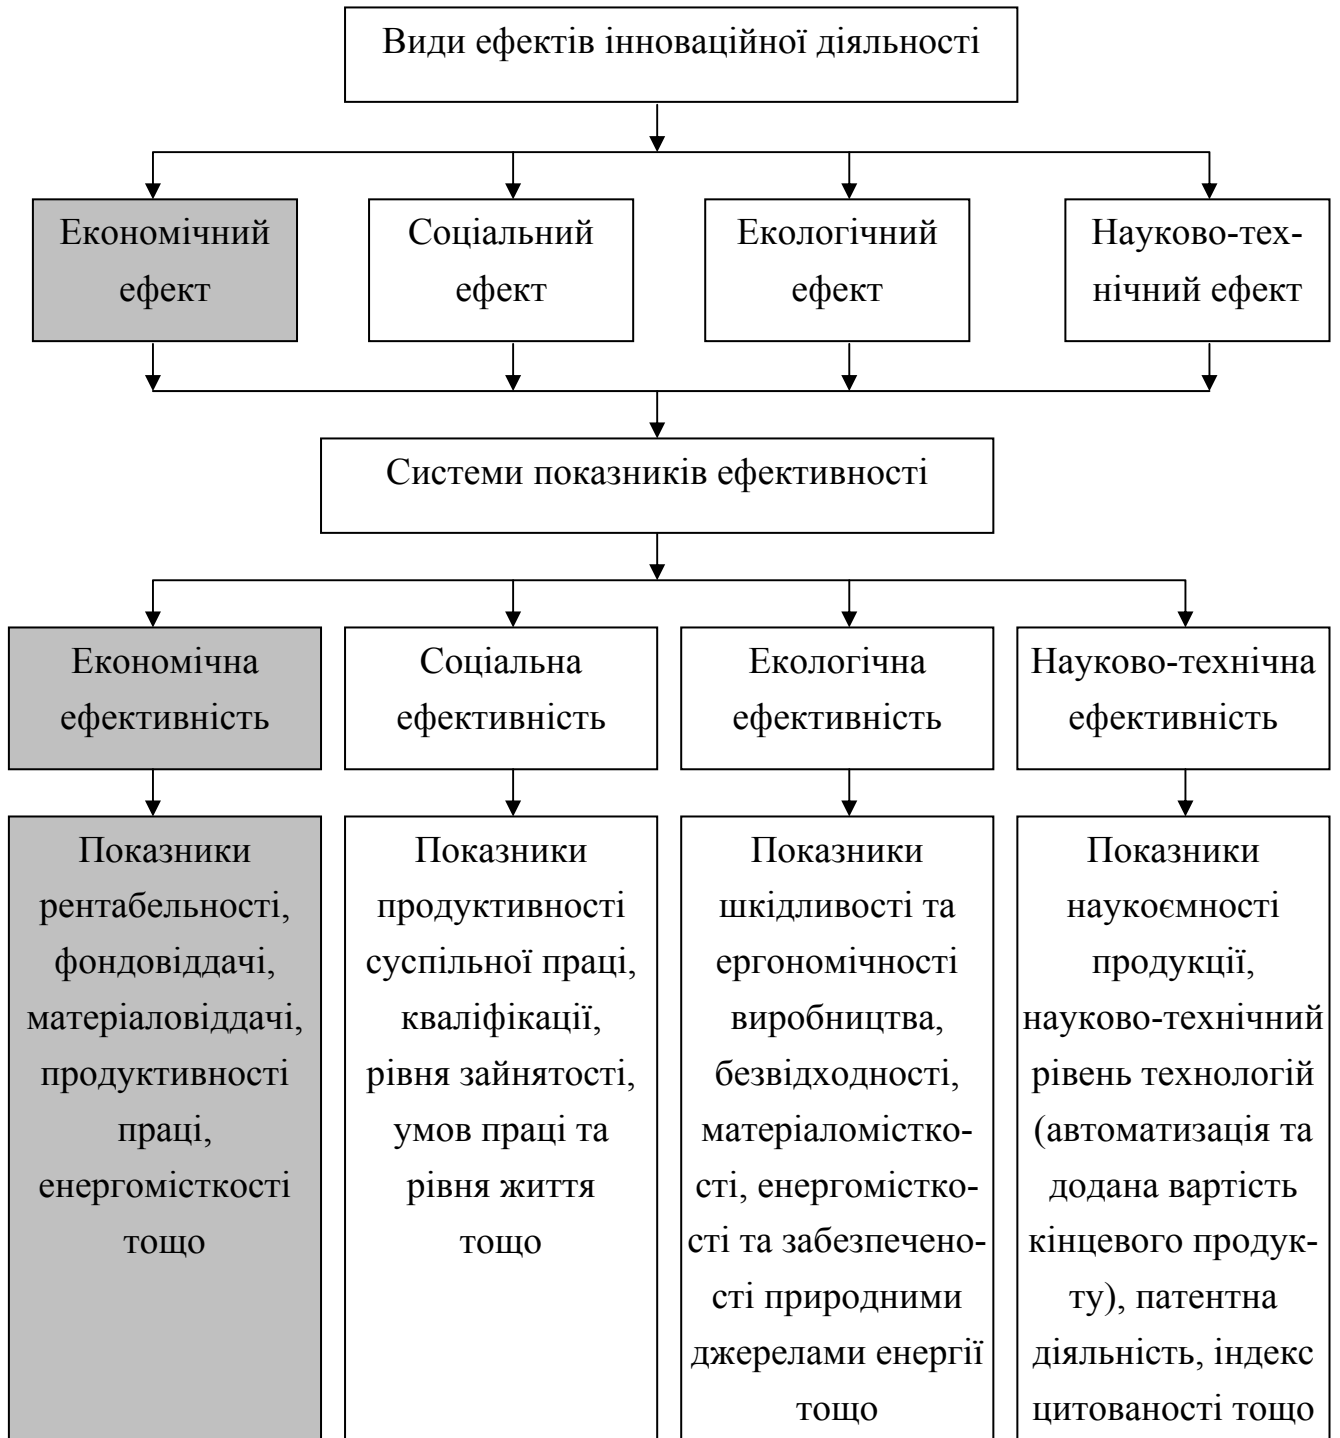 Види ефектів інноваційної діяльності
Економічний
ефект
Соціальний
ефект
Екологічний
ефект
Науково-тех-
нічний ефект
Системи показників ефективності
Економічна
ефективність
Соціальна
ефективність
Екологічна
ефективність
Науково-технічна
ефективність
Показники
рентабельності,
фондовіддачі,
матеріаловіддачі,
продуктивності
праці,
енергомісткості
тощо
Показники
продуктивності
суспільної праці,
кваліфікації,
рівня зайнятості,
умов праці та
рівня життя
тощо
Показники
шкідливості та
ергономічності
виробництва,
безвідходності,
матеріаломістко-
сті, енергомістко-
сті та забезпечено-
сті природними
джерелами енергії
тощо
Показники
наукоємності
продукції,
науково-технічний
рівень технологій
(автоматизація та
додана вартість
кінцевого продук-
ту), патентна
діяльність, індекс
цитованості тощо